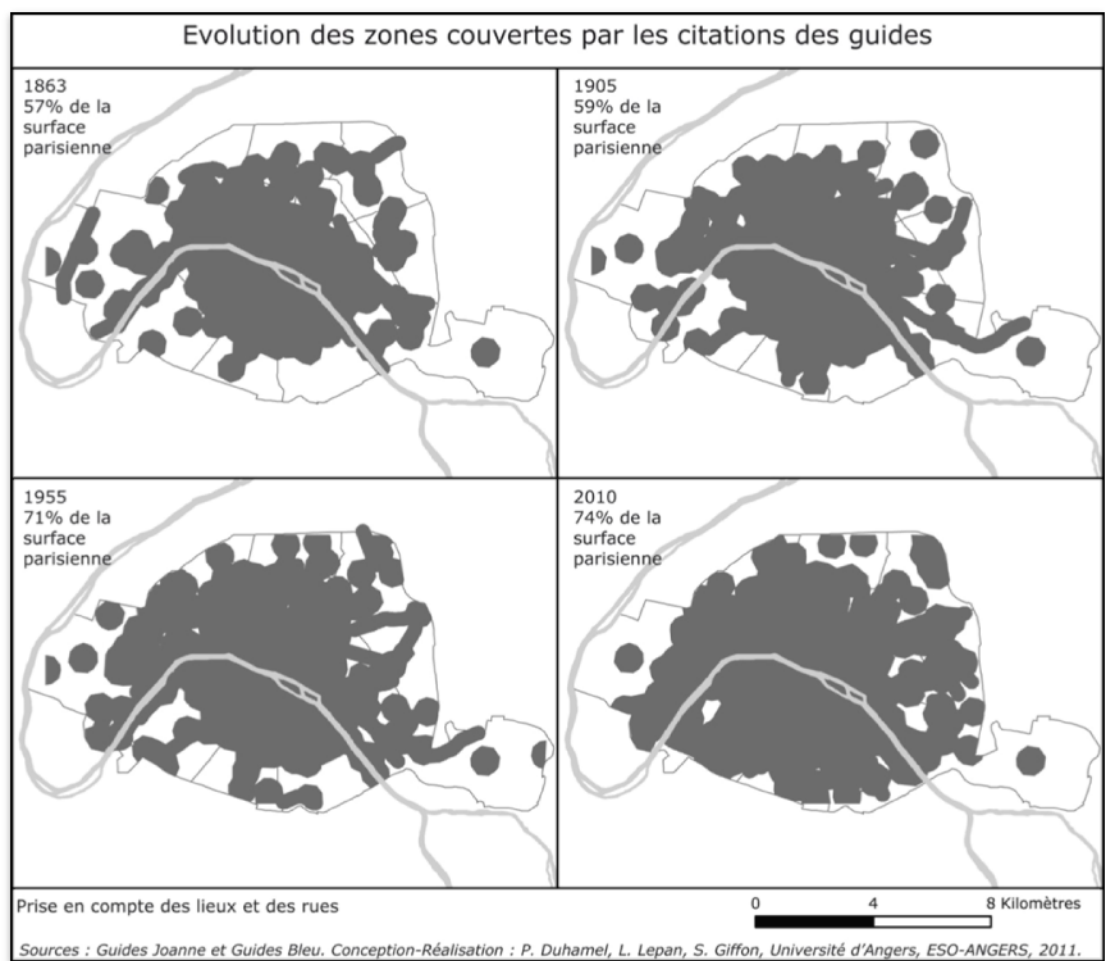 Evolution des zones couvertes par les citations des guides
1863
57% de la
surface
parisienne
1905
59% de la
surface
parisienne
1955
71% de la
surface
parisienne
2010
74% de la
surface
parisienne
Prise en compte des lieux et des rues
0 4 8 Kilomètres
Sources : Guides Joanne et Guides Bleu. Conception-Réalisation : P. Duhamel, L. Lepan, S. Giffon, Université d'Angers, ESO-ANGERS, 2011.